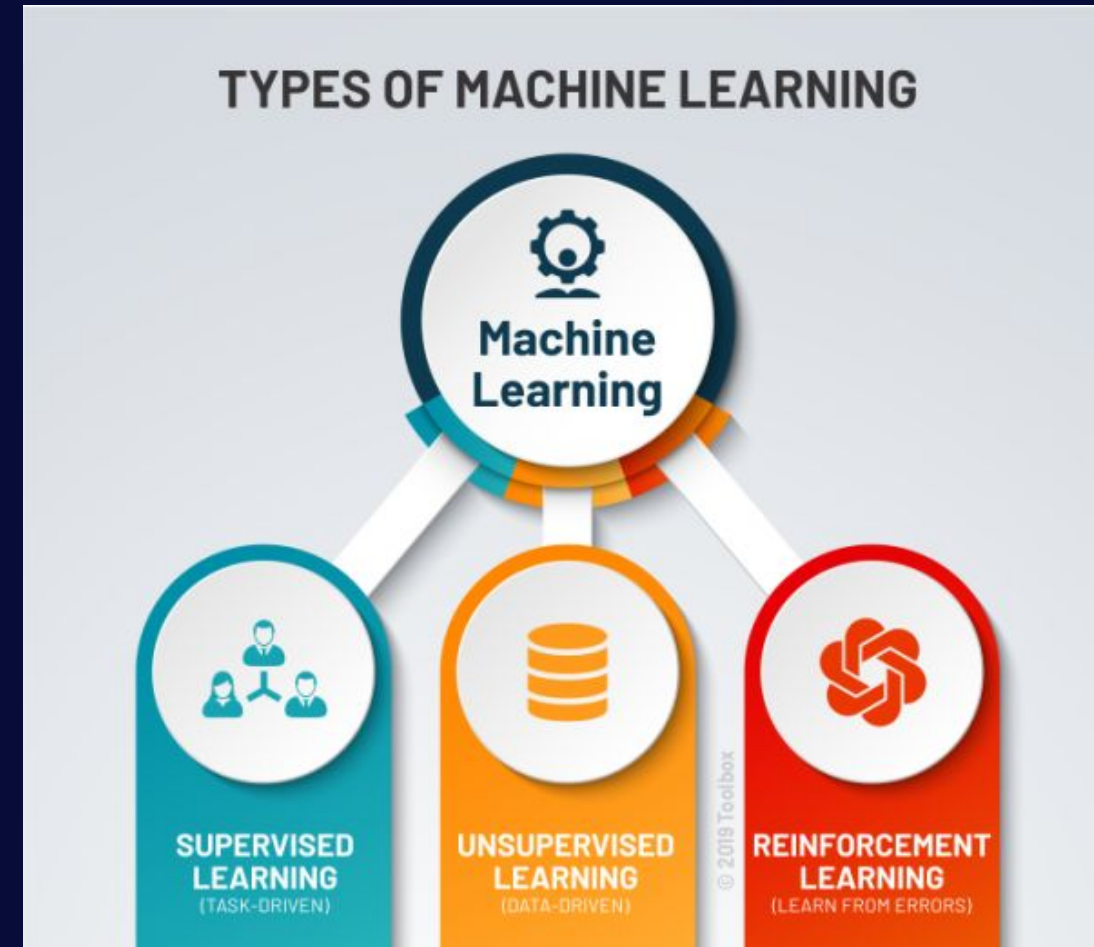 TYPES OF MACHINE LEARNING
Machine
Learning
SUPERVISED
LEARNING
(TASK-DRIVEN)
UNSUPERVISED
LEARNING
(DATA-DRIVEN)
© 2019 Toolbox
REINFORCEMENT
LEARNING
(LEARN FROM ERRORS)